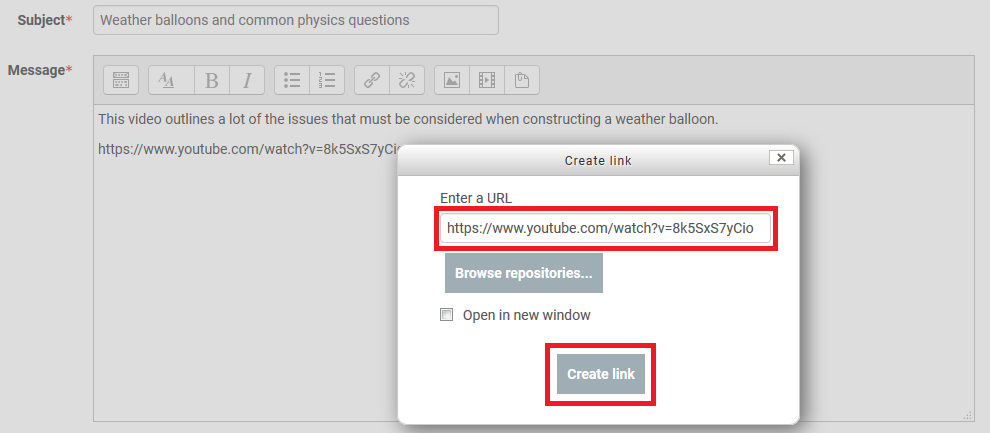 Subject*
Weather balloons and common physics questions
Message*
This video outlines a lot of the issues that must be considered when constructing a weather balloon.
https://www.youtube.com/watch?v=8k5SxS7yCio
Create link
Enter a URL
https://www.youtube.com/watch?v=8k5SxS7yCio
Browse repositories...
Open in new window
Create link